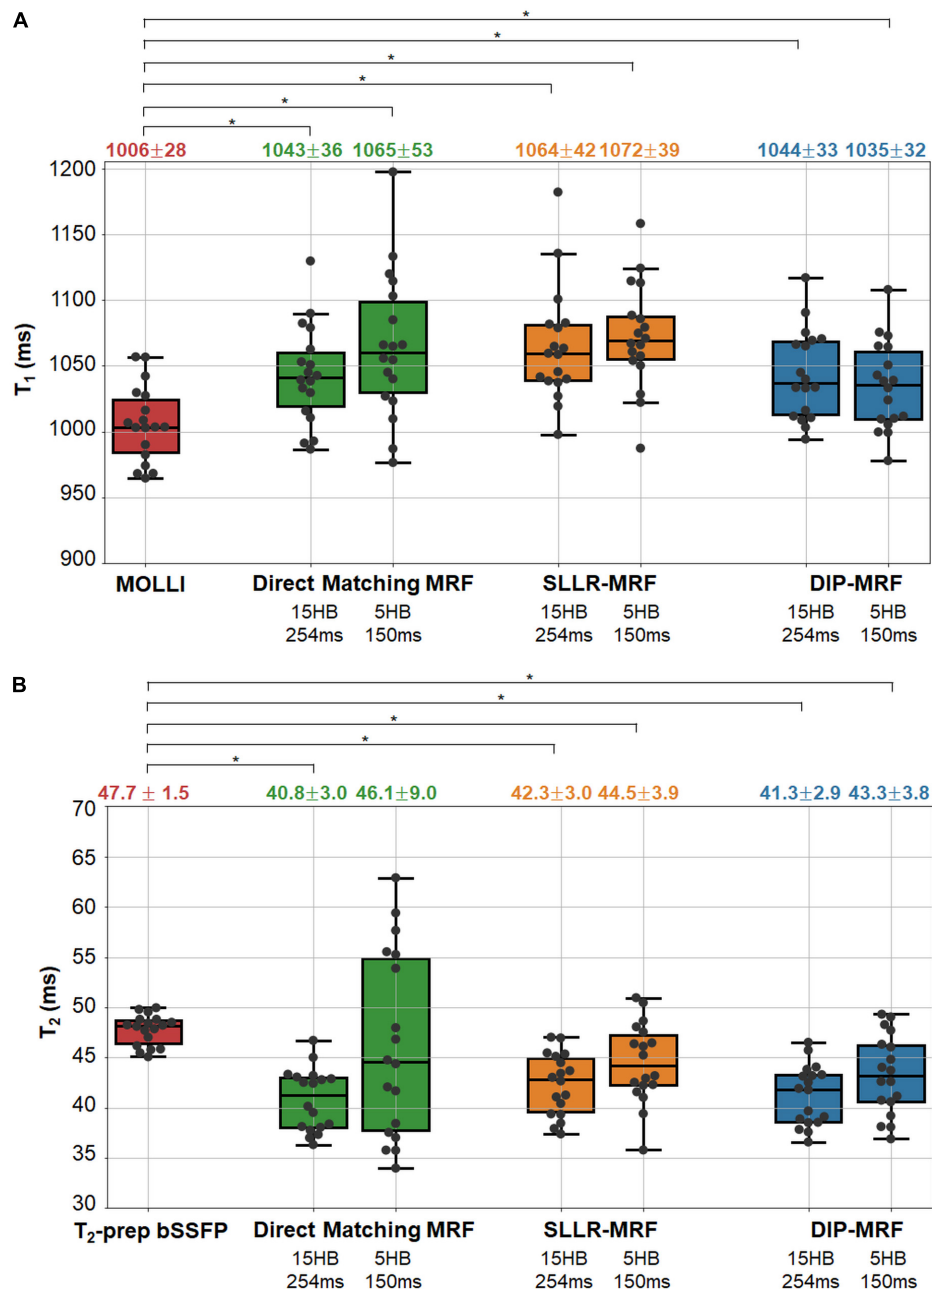 A
*
*
*
*
*
*
1006±28 1043±36 1065±53 1064±42 1072±39 1044±33 1035±32
1200
1150
1100
1050
1000
950
900
T1 (ms)
MOLLI Direct Matching MRF SLLR-MRF DIP-MRF
15HB 5HB 15HB 5HB 15HB 5HB
254ms 150ms 254ms 150ms 254ms 150ms
B
*
*
*
*
*
47.7 ± 1.5 40.8±3.0 46.1±9.0 42.3±3.0 44.5±3.9 41.3±2.9 43.3±3.8
70
65
60
55
50
45
40
35
30
T2 (ms)
T2-prep bSSFP Direct Matching MRF SLLR-MRF DIP-MRF
15HB 5HB 15HB 5HB 15HB 5HB
254ms 150ms 254ms 150ms 254ms 150ms